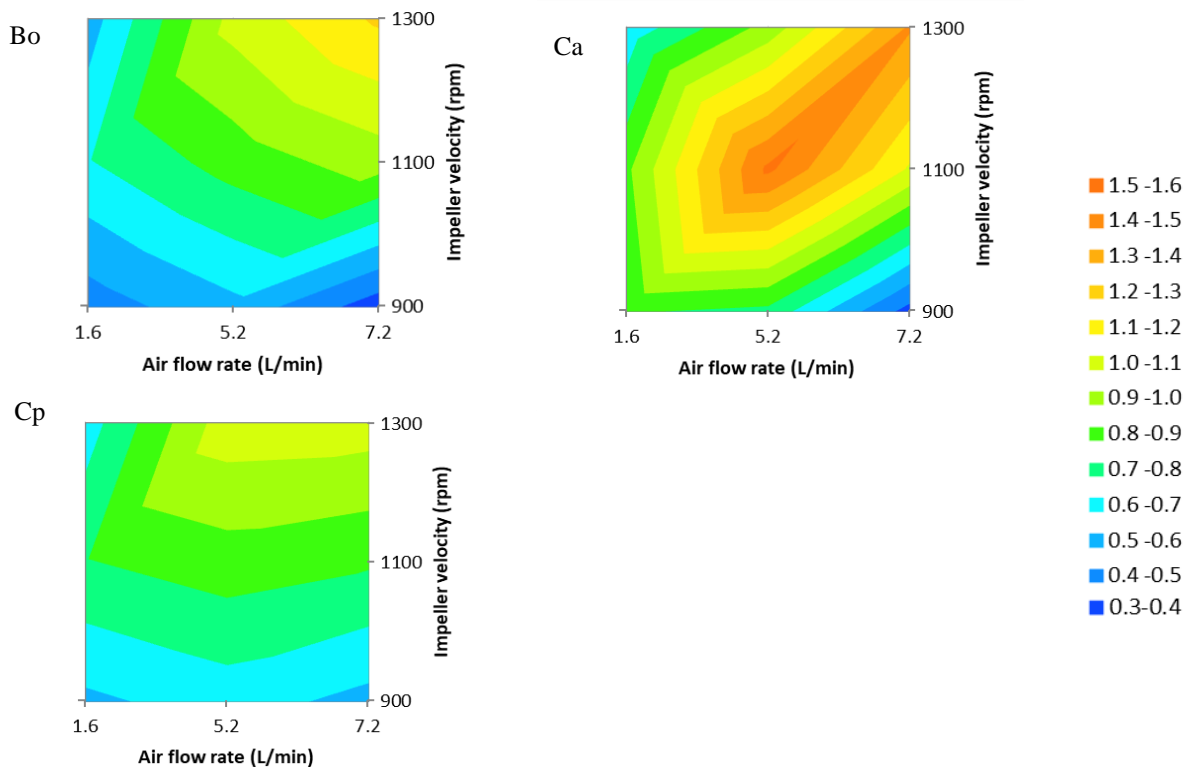 Bo
1300
1100
900
Impeller velocity (rpm)
1.6 5.2 7.2
Air flow rate (L/min)
Ca
1300
1100
900
Impeller velocity (rpm)
1.6 5.2 7.2
Air flow rate (L/min)
1.5 -1.6
1.4 -1.5
1.3 -1.4
1.2 -1.3
1.1 -1.2
1.0 -1.1
0.9 -1.0
0.8 -0.9
0.7 -0.8
0.6 -0.7
0.5 -0.6
0.4 -0.5
0.3-0.4
Cp
1300
1100
900
Impeller velocity (rpm)
1.6 5.2 7.2
Air flow rate (L/min)